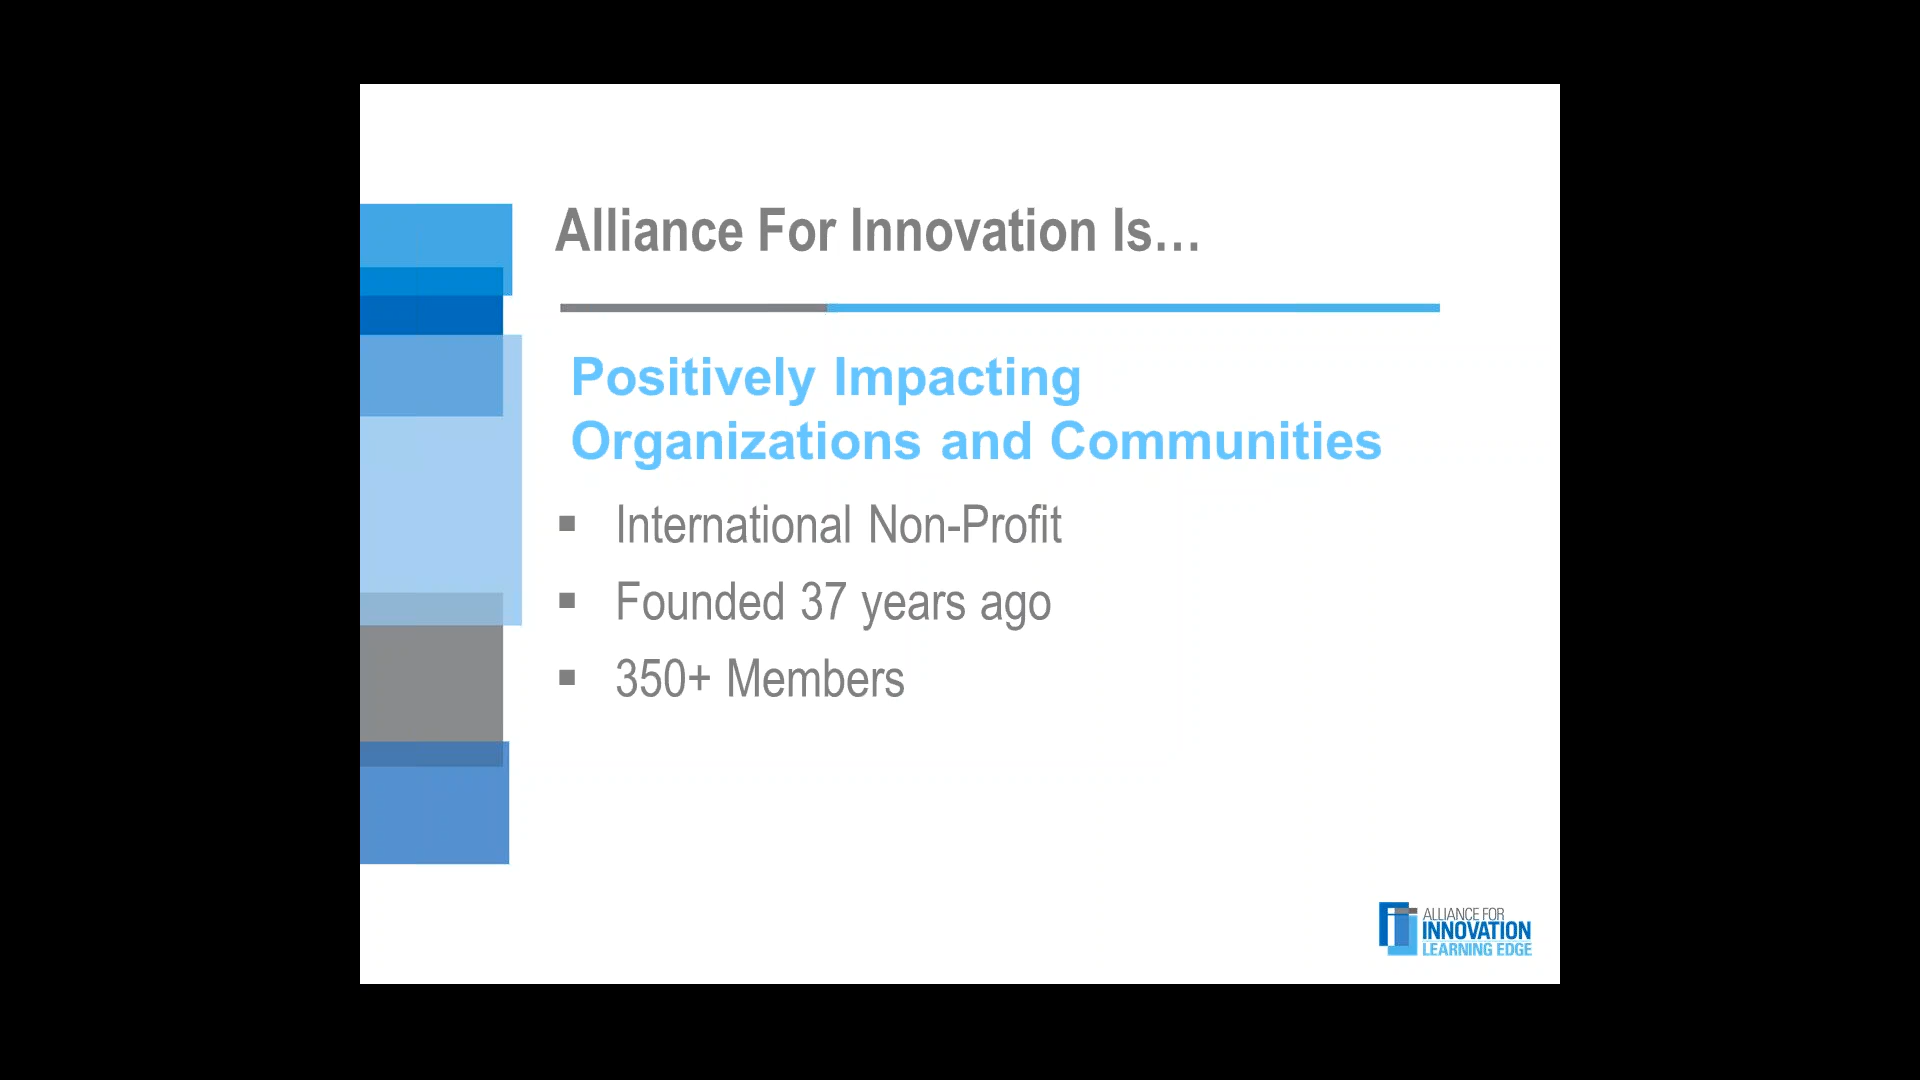 Alliance For Innovation Is…
Positively Impacting
Organizations and Communities
▪ International Non-Profit
▪ Founded 37 years ago
▪ 350+ Members
ALLIANCE FOR
INNOVATION
LEARNING EDGE